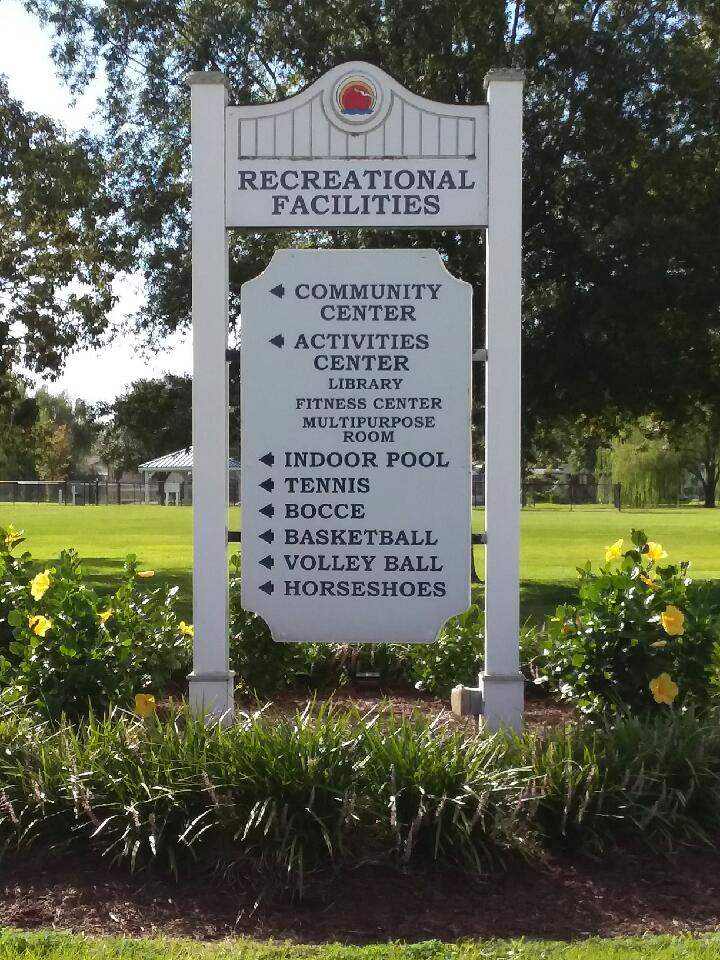 RECREATIONAL
FACILITIES
COMMUNITY
CENTER
ACTIVITIES
CENTER
LIBRARY
FITNESS CENTER
MULTIPURPOSE
ROOM
INDOOR POOL
TENNIS
BOCCE
BASKETBALL
VOLLEY BALL
HORSESHOES